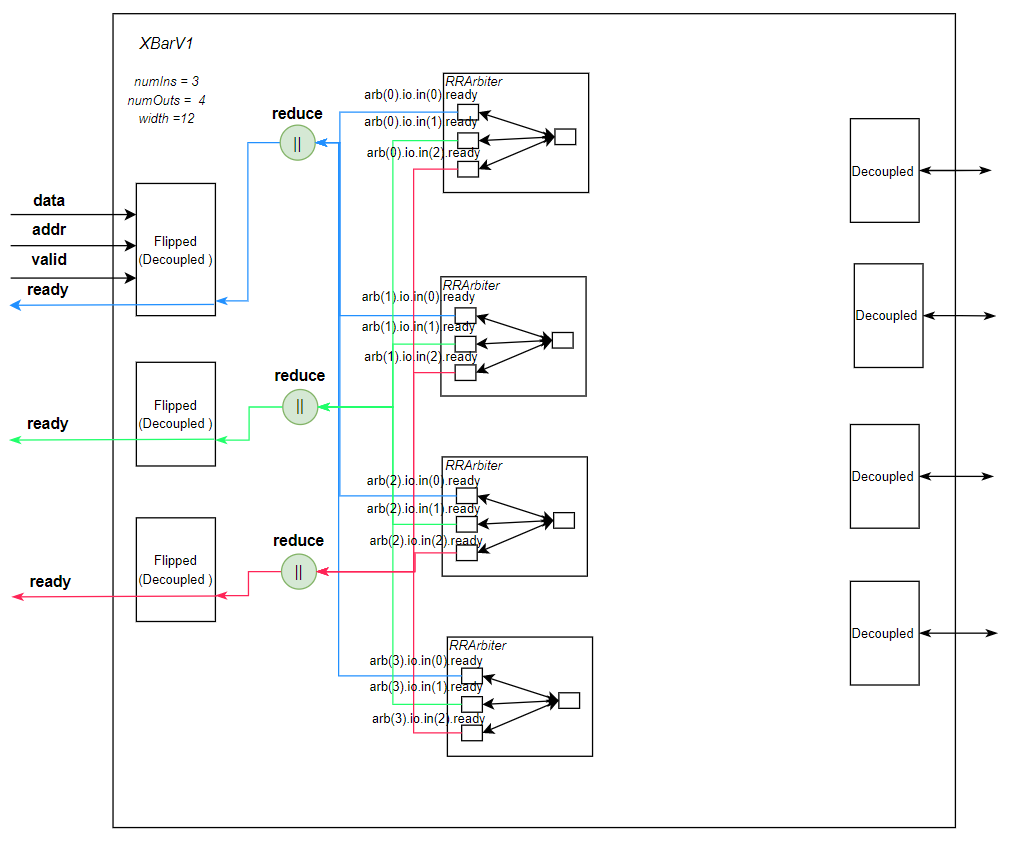 XBarV1
numIns = 3
numOuts = 4
width =12
reduce
||
data
addr
valid
ready
Flipped
(Decoupled )
RRArbiter
arb(0).io.in(0).ready
arb(0).io.in(1).ready
arb(0).io.in(2).ready
Decoupled
RRArbiter
arb(1).io.in(0).ready
arb(1).io.in(1).ready
arb(1).io.in(2).ready
Decoupled
reduce
||
ready
Flipped
(Decoupled )
RRArbiter
arb(2).io.in(0).ready
arb(2).io.in(1).ready
arb(2).io.in(2).ready
Decoupled
reduce
||
ready
Flipped
(Decoupled )
RRArbiter
arb(3).io.in(0).ready
arb(3).io.in(1).ready
arb(3).io.in(2).ready
Decoupled